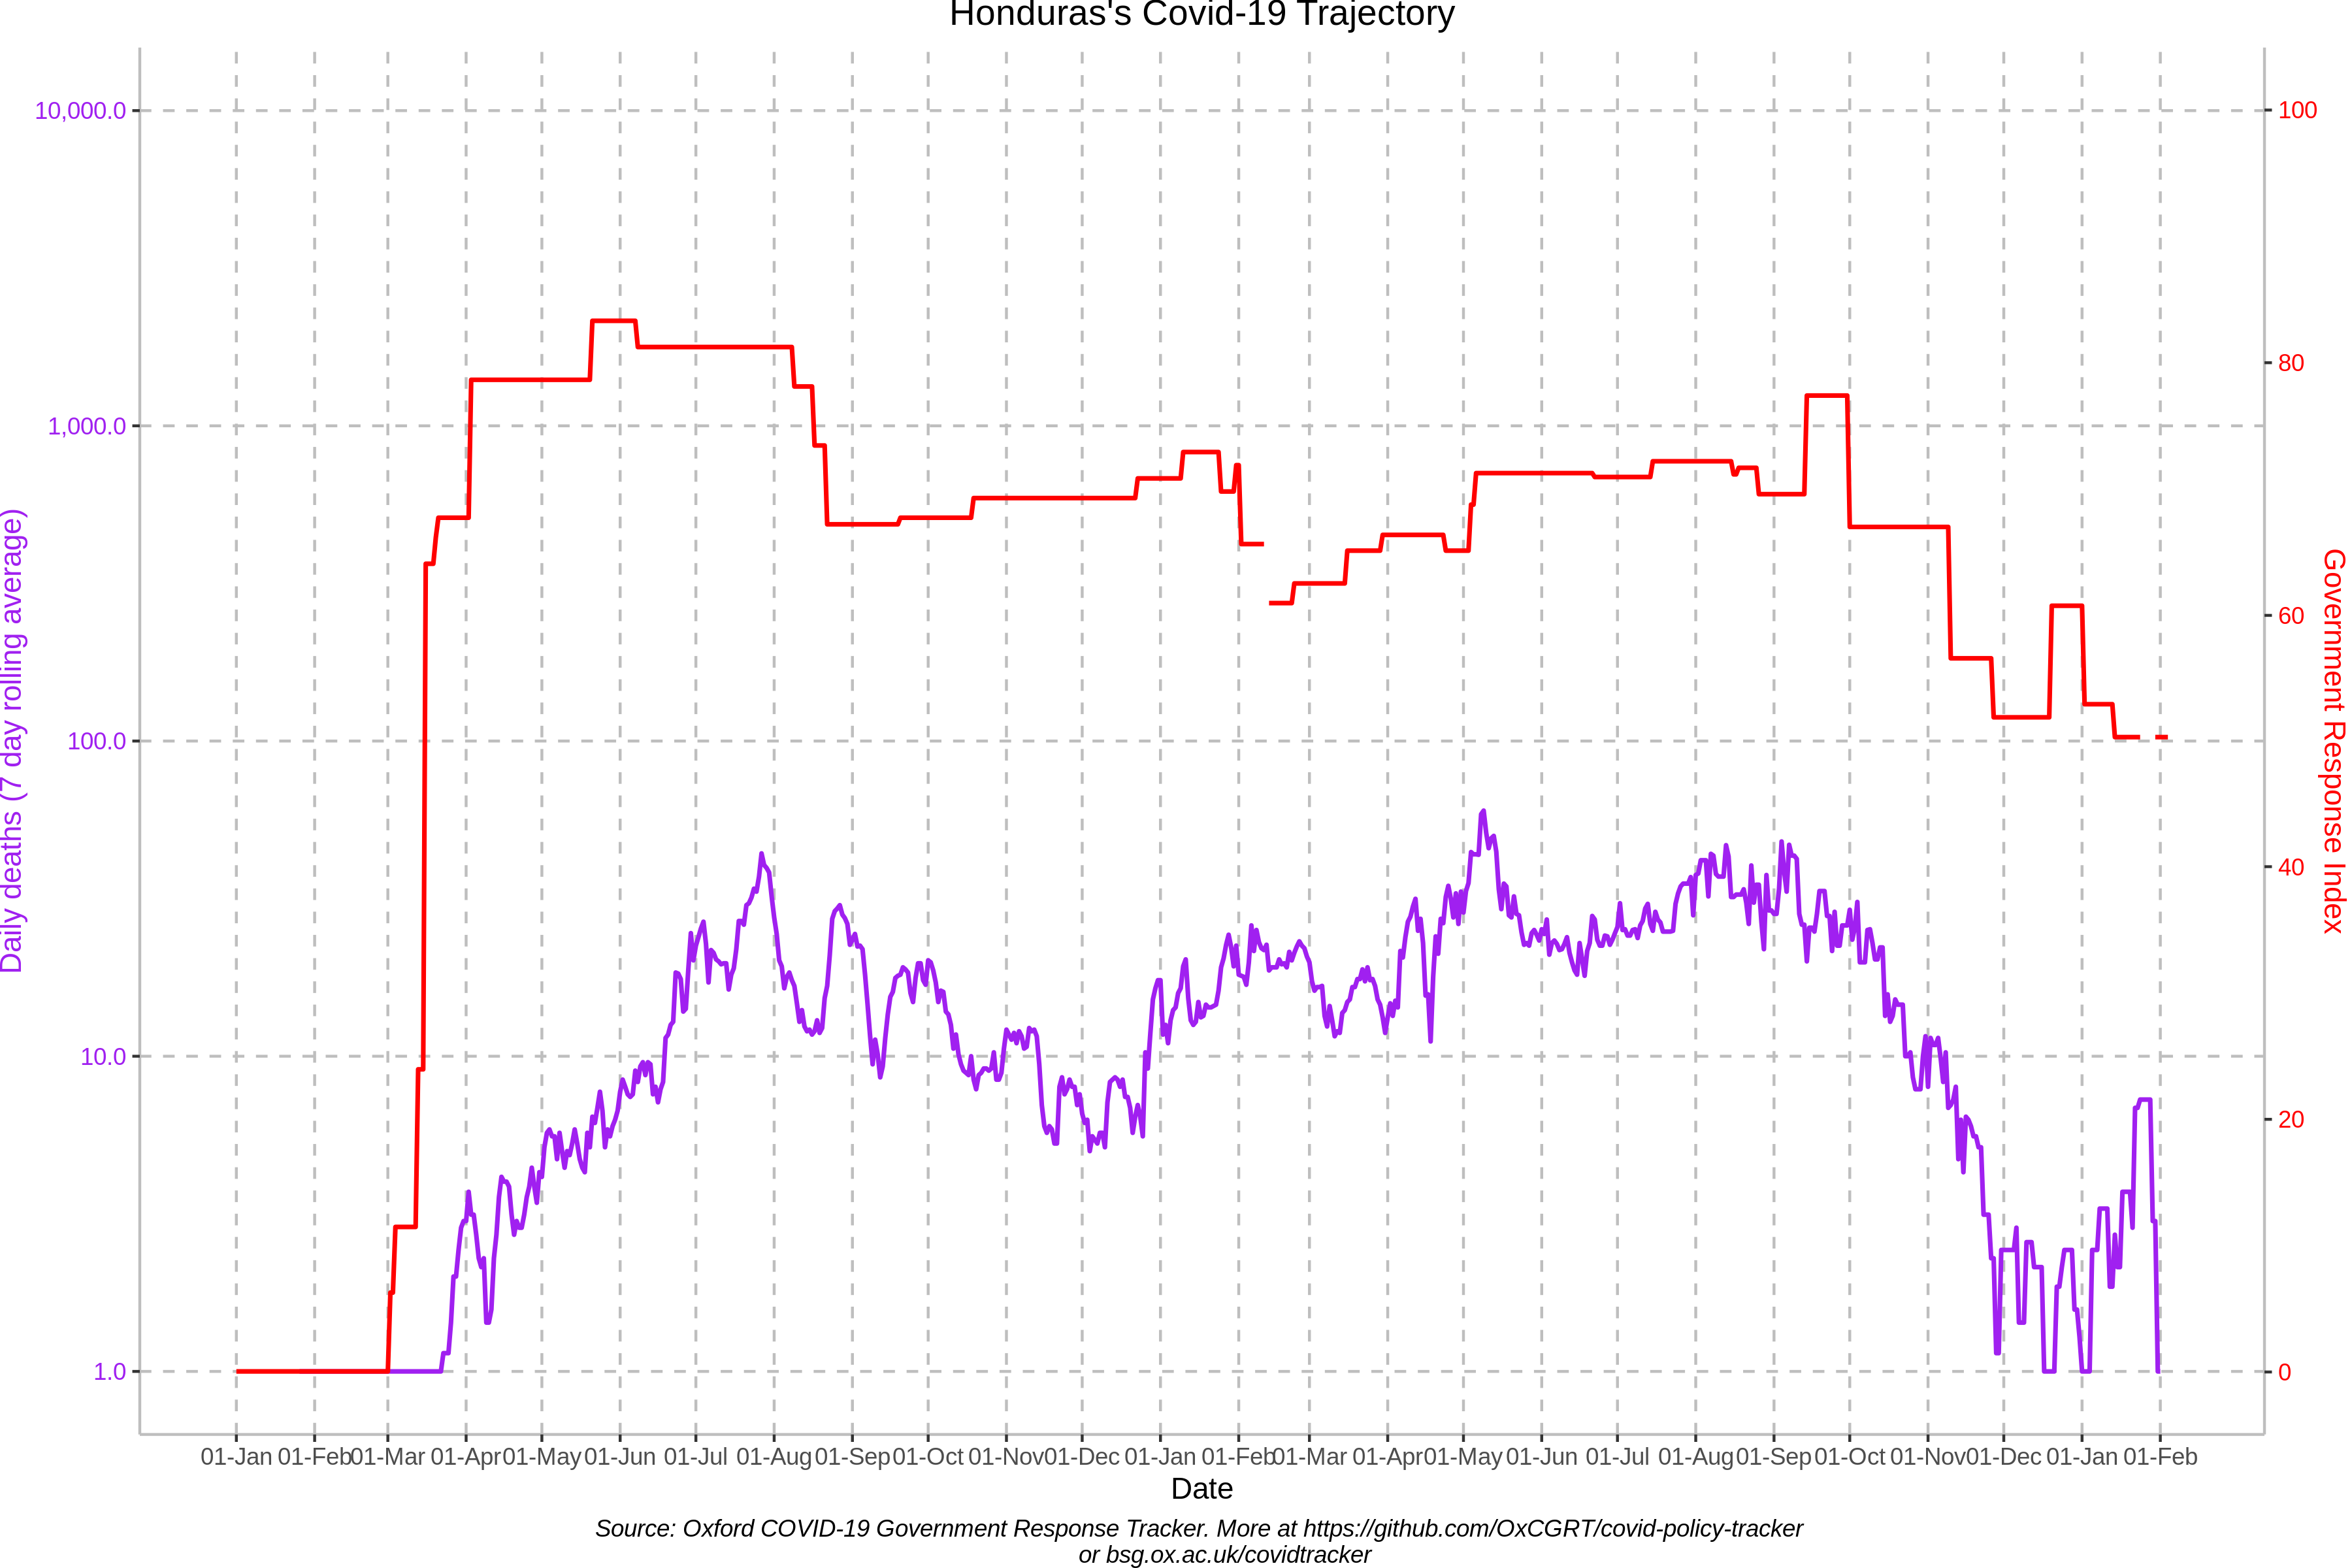 Honduras's Covid-19 Trajectory
10,000.0
1,000.0
100.0
10.0
1.0
Daily deaths (7 day rolling average)
100
80
60
40
20
0
Government Response Index
01-Jan 01-Feb 01-Mar 01-Apr 01-May 01-Jun 01-Jul 01-Aug 01-Sep 01-Oct 01-Nov 01-Dec 01-Jan 01-Feb 01-Mar 01-Apr 01-May 01-Jun 01-Jul 01-Aug 01-Sep 01-Oct 01-Nov 01-Dec 01-Jan 01-Feb
Date
Source: Oxford COVID-19 Government Response Tracker. More at https://github.com/OxCGRT/covid-policy-tracker
or bsg.ox.ac.uk/covidtracker